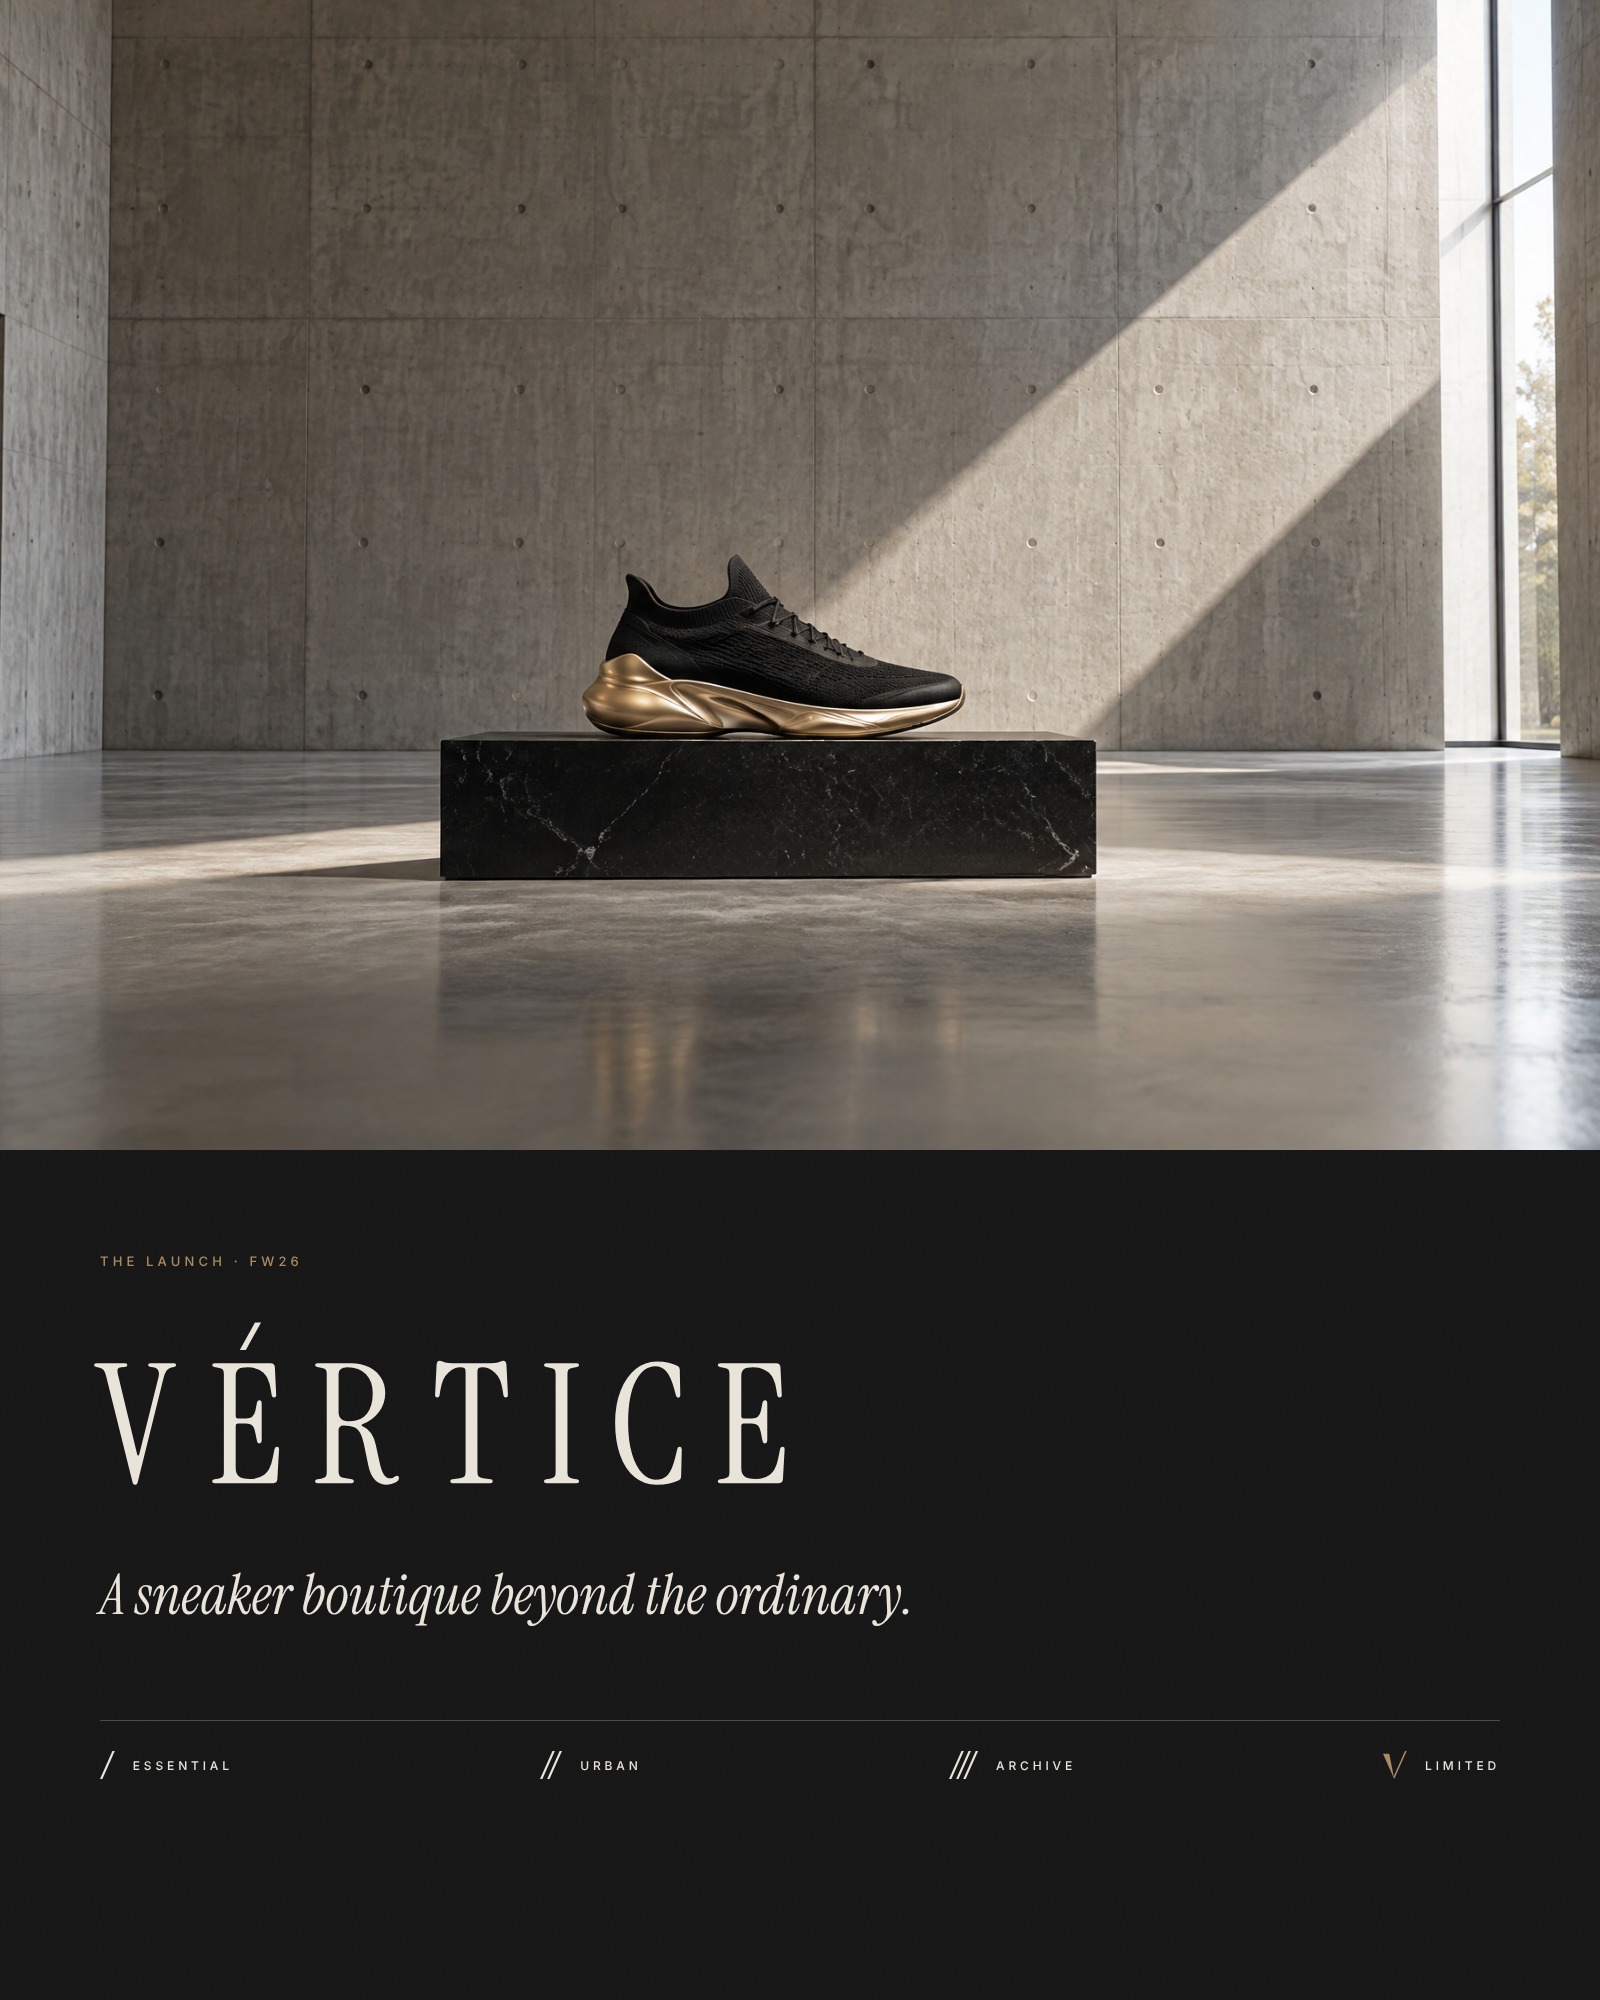 THE LAUNCH · FW26
VÉRTICE
A sneaker boutique beyond the ordinary.
/ ESSENTIAL
// URBAN
/// ARCHIVE
V LIMITED